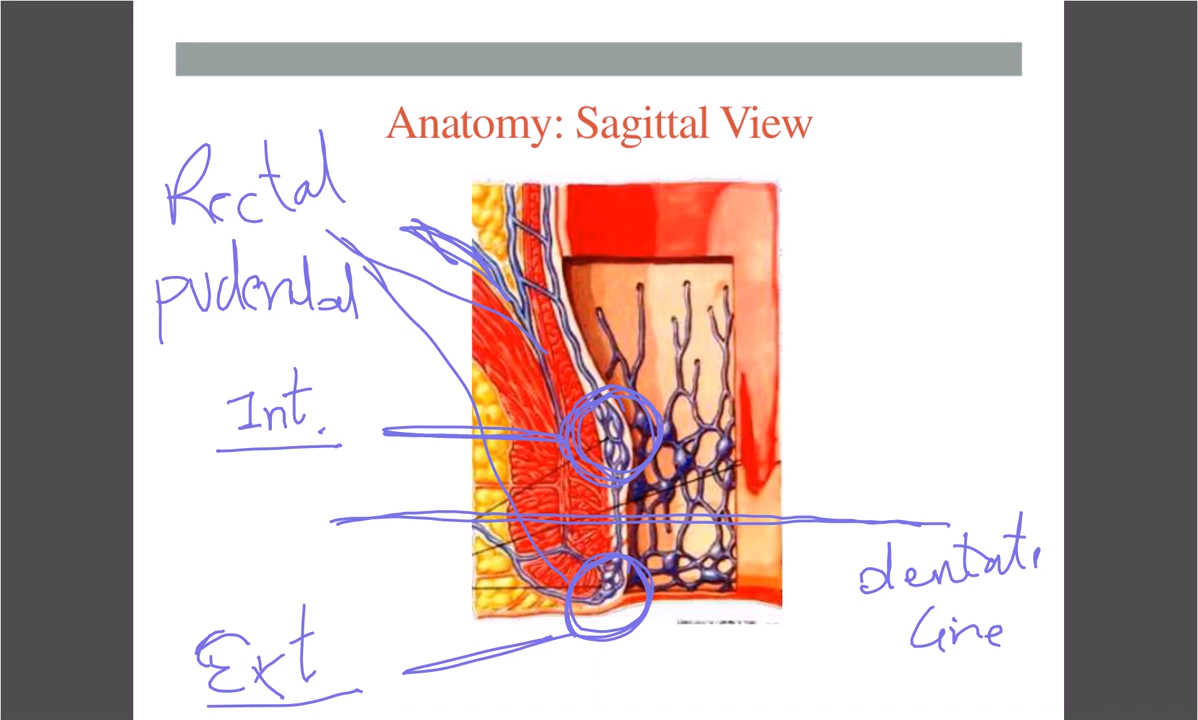 Anatomy: Sagittal View
Rectal
pudendal
Int.
dentate
line
Ext